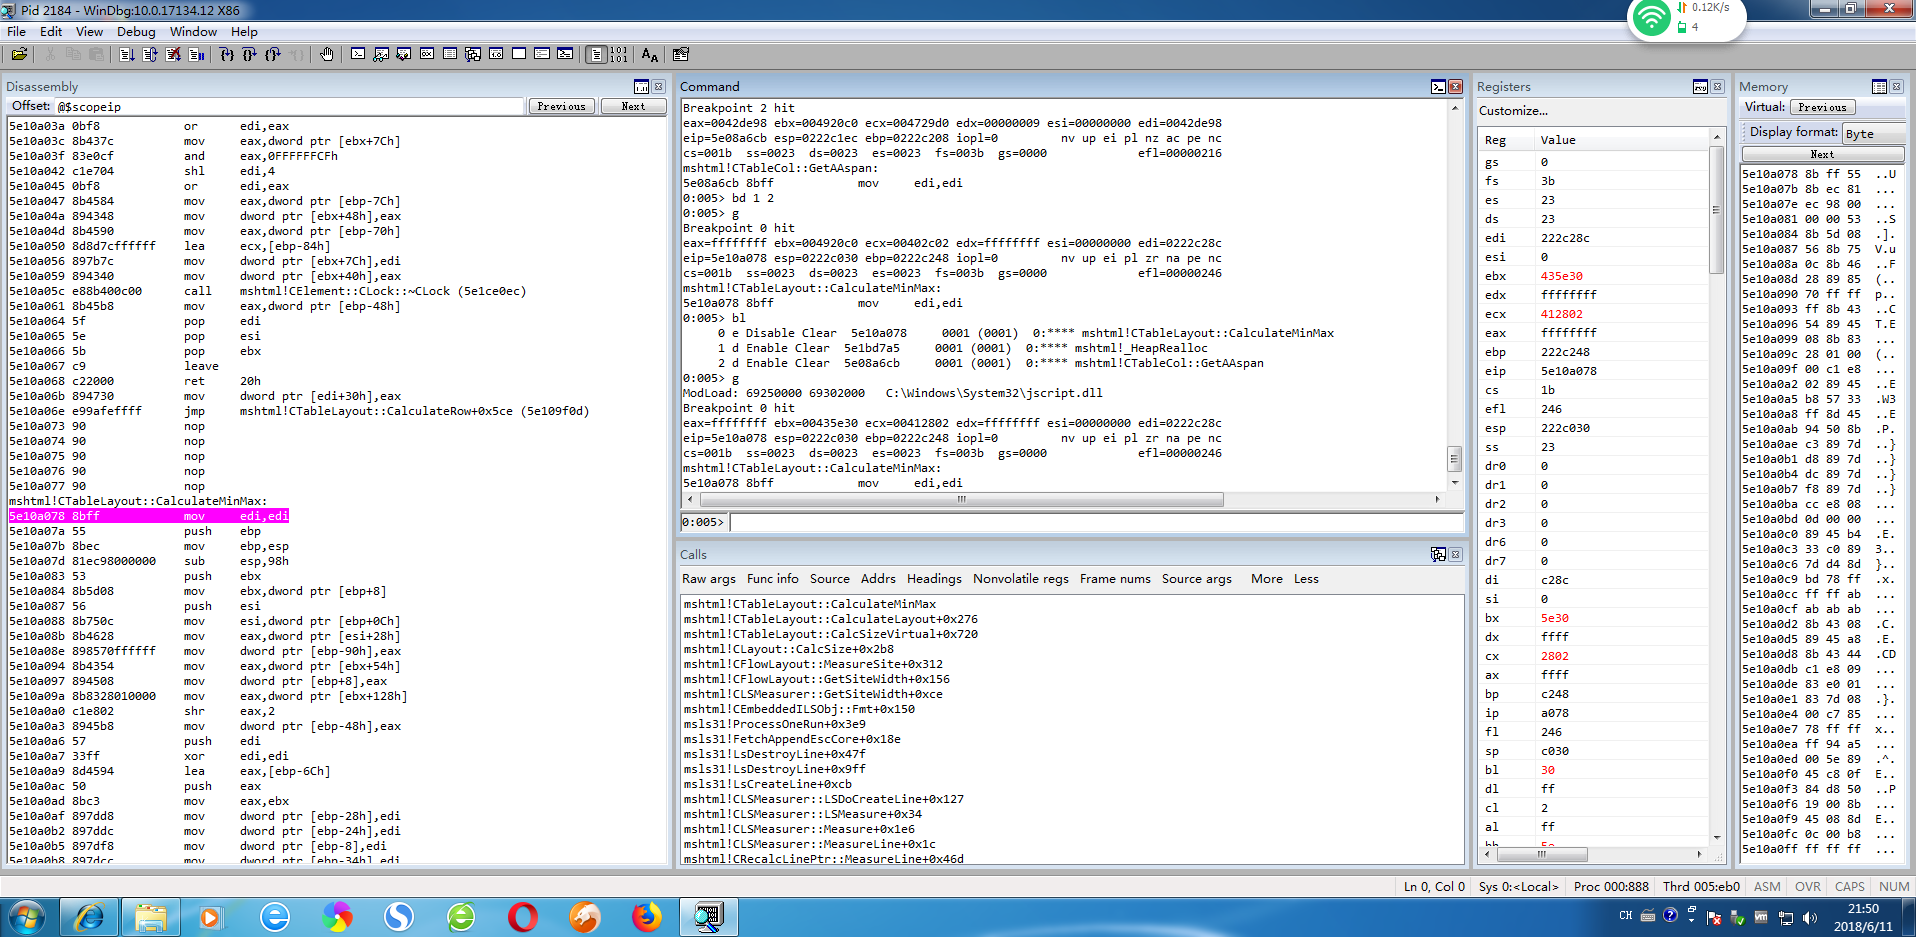 Pid 2184 - WinDbg:10.0.17134.12 X86
0.12K/s
4
File Edit View Debug Window Help
Disassembly
Offset: @$scopeip Previous Next
5e10a03a 0bf8 or edi,eax
5e10a03c 8b437c mov eax,dword ptr [ebx+7Ch]
5e10a03f 83e0cf and eax,0FFFFFFCFh
5e10a042 c1e704 shl edi,4
5e10a045 0bf8 or edi,eax
5e10a047 8b4584 mov eax,dword ptr [ebp-7Ch]
5e10a04a 894348 mov dword ptr [ebx+48h],eax
5e10a04d 8b4590 mov eax,dword ptr [ebp-70h]
5e10a050 8d8d7cffffff lea ecx,[ebp-84h]
5e10a056 897b7c mov dword ptr [ebx+7Ch],edi
5e10a059 894340 mov dword ptr [ebx+40h],eax
5e10a05c e88b400c00 call mshtml!CElement::CLock::~CLock (5e1ce0ec)
5e10a061 8b45b8 mov eax,dword ptr [ebp-48h]
5e10a064 5f pop edi
5e10a065 5e pop esi
5e10a066 5b pop ebx
5e10a067 c9 leave
5e10a068 c22000 ret 20h
5e10a06b 894730 mov dword ptr [edi+30h],eax
5e10a06e e99afeffff jmp mshtml!CTableLayout::CalculateRow+0x5ce (5e109f0d)
5e10a073 90 nop
5e10a074 90 nop
5e10a075 90 nop
5e10a076 90 nop
5e10a077 90 nop
mshtml!CTableLayout::CalculateMinMax:
5e10a078 8bff mov edi,edi
5e10a07a 55 push ebp
5e10a07b 8bec mov ebp,esp
5e10a07d 81ec98000000 sub esp,98h
5e10a083 53 push ebx
5e10a084 8b5d08 mov ebx,dword ptr [ebp+8]
5e10a087 56 push esi
5e10a088 8b750c mov esi,dword ptr [ebp+0Ch]
5e10a08b 8b4628 mov eax,dword ptr [esi+28h]
5e10a08e 898570ffffff mov dword ptr [ebp-90h],eax
5e10a094 8b4354 mov eax,dword ptr [ebx+54h]
5e10a097 894508 mov dword ptr [ebp+8],eax
5e10a09a 8b8328010000 mov eax,dword ptr [ebx+128h]
5e10a0a0 c1e802 shr eax,2
5e10a0a3 8945b8 mov dword ptr [ebp-48h],eax
5e10a0a6 57 push edi
5e10a0a7 33ff xor edi,edi
5e10a0a9 8d4594 lea eax,[ebp-6Ch]
5e10a0ac 50 push eax
5e10a0ad 8bc3 mov eax,ebx
5e10a0af 897dd8 mov dword ptr [ebp-28h],edi
5e10a0b2 897ddc mov dword ptr [ebp-24h],edi
5e10a0b5 897df8 mov dword ptr [ebp-8],edi
5e10a0b8 897dcc mov dword ptr [ebp-34h],edi
Command
Breakpoint 2 hit
eax=0042de98 ebx=004920c0 ecx=004729d0 edx=00000009 esi=00000000 edi=0042de98
eip=5e08a6cb esp=0222c1ec ebp=0222c208 iopl=0 nv up ei pl nz ac pe nc
cs=001b ss=0023 ds=0023 es=0023 fs=003b gs=0000 efl=00000216
mshtml!CTableCol::GetAAspan:
5e08a6cb 8bff mov edi,edi
0:005> bd 1 2
0:005> g
Breakpoint 0 hit
eax=ffffffff ebx=004920c0 ecx=00402c02 edx=ffffffff esi=00000000 edi=0222c28c
eip=5e10a078 esp=0222c030 ebp=0222c248 iopl=0 nv up ei pl zr na pe nc
cs=001b ss=0023 ds=0023 es=0023 fs=003b gs=0000 efl=00000246
mshtml!CTableLayout::CalculateMinMax:
5e10a078 8bff mov edi,edi
0:005> bl
0 e Disable Clear 5e10a078 0001 (0001) 0:**** mshtml!CTableLayout::CalculateMinMax
1 d Enable Clear 5e1bd7a5 0001 (0001) 0:**** mshtml!_HeapRealloc
2 d Enable Clear 5e08a6cb 0001 (0001) 0:**** mshtml!CTableCol::GetAAspan
0:005> g
ModLoad: 69250000 69302000 C:\Windows\System32\jscript.dll
Breakpoint 0 hit
eax=ffffffff ebx=00435e30 ecx=00412802 edx=ffffffff esi=00000000 edi=0222c28c
eip=5e10a078 esp=0222c030 ebp=0222c248 iopl=0 nv up ei pl zr na pe nc
cs=001b ss=0023 ds=0023 es=0023 fs=003b gs=0000 efl=00000246
mshtml!CTableLayout::CalculateMinMax:
5e10a078 8bff mov edi,edi
0:005>
Calls
Raw args Func info Source Addrs Headings Nonvolatile regs Frame nums Source args More Less
mshtml!CTableLayout::CalculateMinMax
mshtml!CTableLayout::CalculateLayout+0x276
mshtml!CTableLayout::CalcSizeVirtual+0x720
mshtml!CLayout::CalcSize+0x2b8
mshtml!CFlowLayout::MeasureSite+0x312
mshtml!CFlowLayout::GetSiteWidth+0x156
mshtml!CLSMeasurer::GetSiteWidth+0xce
mshtml!CEmbeddedILSObj::Fmt+0x150
msls31!ProcessOneRun+0x3e9
msls31!FetchAppendEscCore+0x18e
msls31!LsDestroyLine+0x47f
msls31!LsDestroyLine+0x9ff
msls31!LsCreateLine+0xcb
mshtml!CLSMeasurer::LSDoCreateLine+0x127
mshtml!CLSMeasurer::LSMeasure+0x34
mshtml!CLSMeasurer::Measure+0x1e6
mshtml!CLSMeasurer::MeasureLine+0x1c
mshtml!CRecalcLinePtr::MeasureLine+0x46d
Registers
Customize...
Reg Value
gs 0
fs 3b
es 23
ds 23
edi 222c28c
esi 0
ebx 435e30
edx ffffffff
ecx 412802
eax ffffffff
ebp 222c248
eip 5e10a078
cs 1b
efl 246
esp 222c030
ss 23
dr0 0
dr1 0
dr2 0
dr3 0
dr6 0
dr7 0
di c28c
si 0
bx 5e30
dx ffff
cx 2802
ax ffff
bp c248
ip a078
fl 246
sp c030
bl 30
dl ff
cl 2
al ff
bh 5e
Memory
Virtual: Previous
Display format: Byte
Next
5e10a078 8b ff 55 ..U
5e10a07b 8b ec 81 ...
5e10a07e ec 98 00 ...
5e10a081 00 00 53 ..S
5e10a084 8b 5d 08 .].
5e10a087 56 8b 75 V.u
5e10a08a 0c 8b 46 ..F
5e10a08d 28 89 85 (..
5e10a090 70 ff ff p..
5e10a093 ff 8b 43 ..C
5e10a096 54 89 45 T.E
5e10a099 08 8b 83 ...
5e10a09c 28 01 00 (..
5e10a09f 00 c1 e8 ...
5e10a0a2 02 89 45 ..E
5e10a0a5 b8 57 33 .W3
5e10a0a8 ff 8d 45 ..E
5e10a0ab 94 50 8b .P.
5e10a0ae c3 89 7d ..}
5e10a0b1 d8 89 7d ..}
5e10a0b4 dc 89 7d ..}
5e10a0b7 f8 89 7d ..}
5e10a0ba cc e8 08 ...
5e10a0bd 0d 00 00 ...
5e10a0c0 89 45 b4 .E.
5e10a0c3 33 c0 89 3..
5e10a0c6 7d d4 8d }..
5e10a0c9 bd 78 ff .x.
5e10a0cc ff ff ab ...
5e10a0cf ab ab ab ...
5e10a0d2 8b 43 08 .C.
5e10a0d5 89 45 a8 .E.
5e10a0d8 8b 43 44 .CD
5e10a0db c1 e8 09 ...
5e10a0de 83 e0 01 ...
5e10a0e1 83 7d 08 .}.
5e10a0e4 00 c7 85 ...
5e10a0e7 78 ff ff x..
5e10a0ea ff 94 a5 ...
5e10a0ed 00 5e 89 .^.
5e10a0f0 45 c8 0f E..
5e10a0f3 84 d8 50 ..P
5e10a0f6 19 00 8b ...
5e10a0f9 45 08 8d E..
5e10a0fc 0c 00 b8 ...
5e10a0ff ff ff ff ...
Ln 0, Col 0 Sys 0:<Local> Proc 000:888 Thrd 005:eb0 ASM OVR CAPS NUM
CH
21:50
2018/6/11